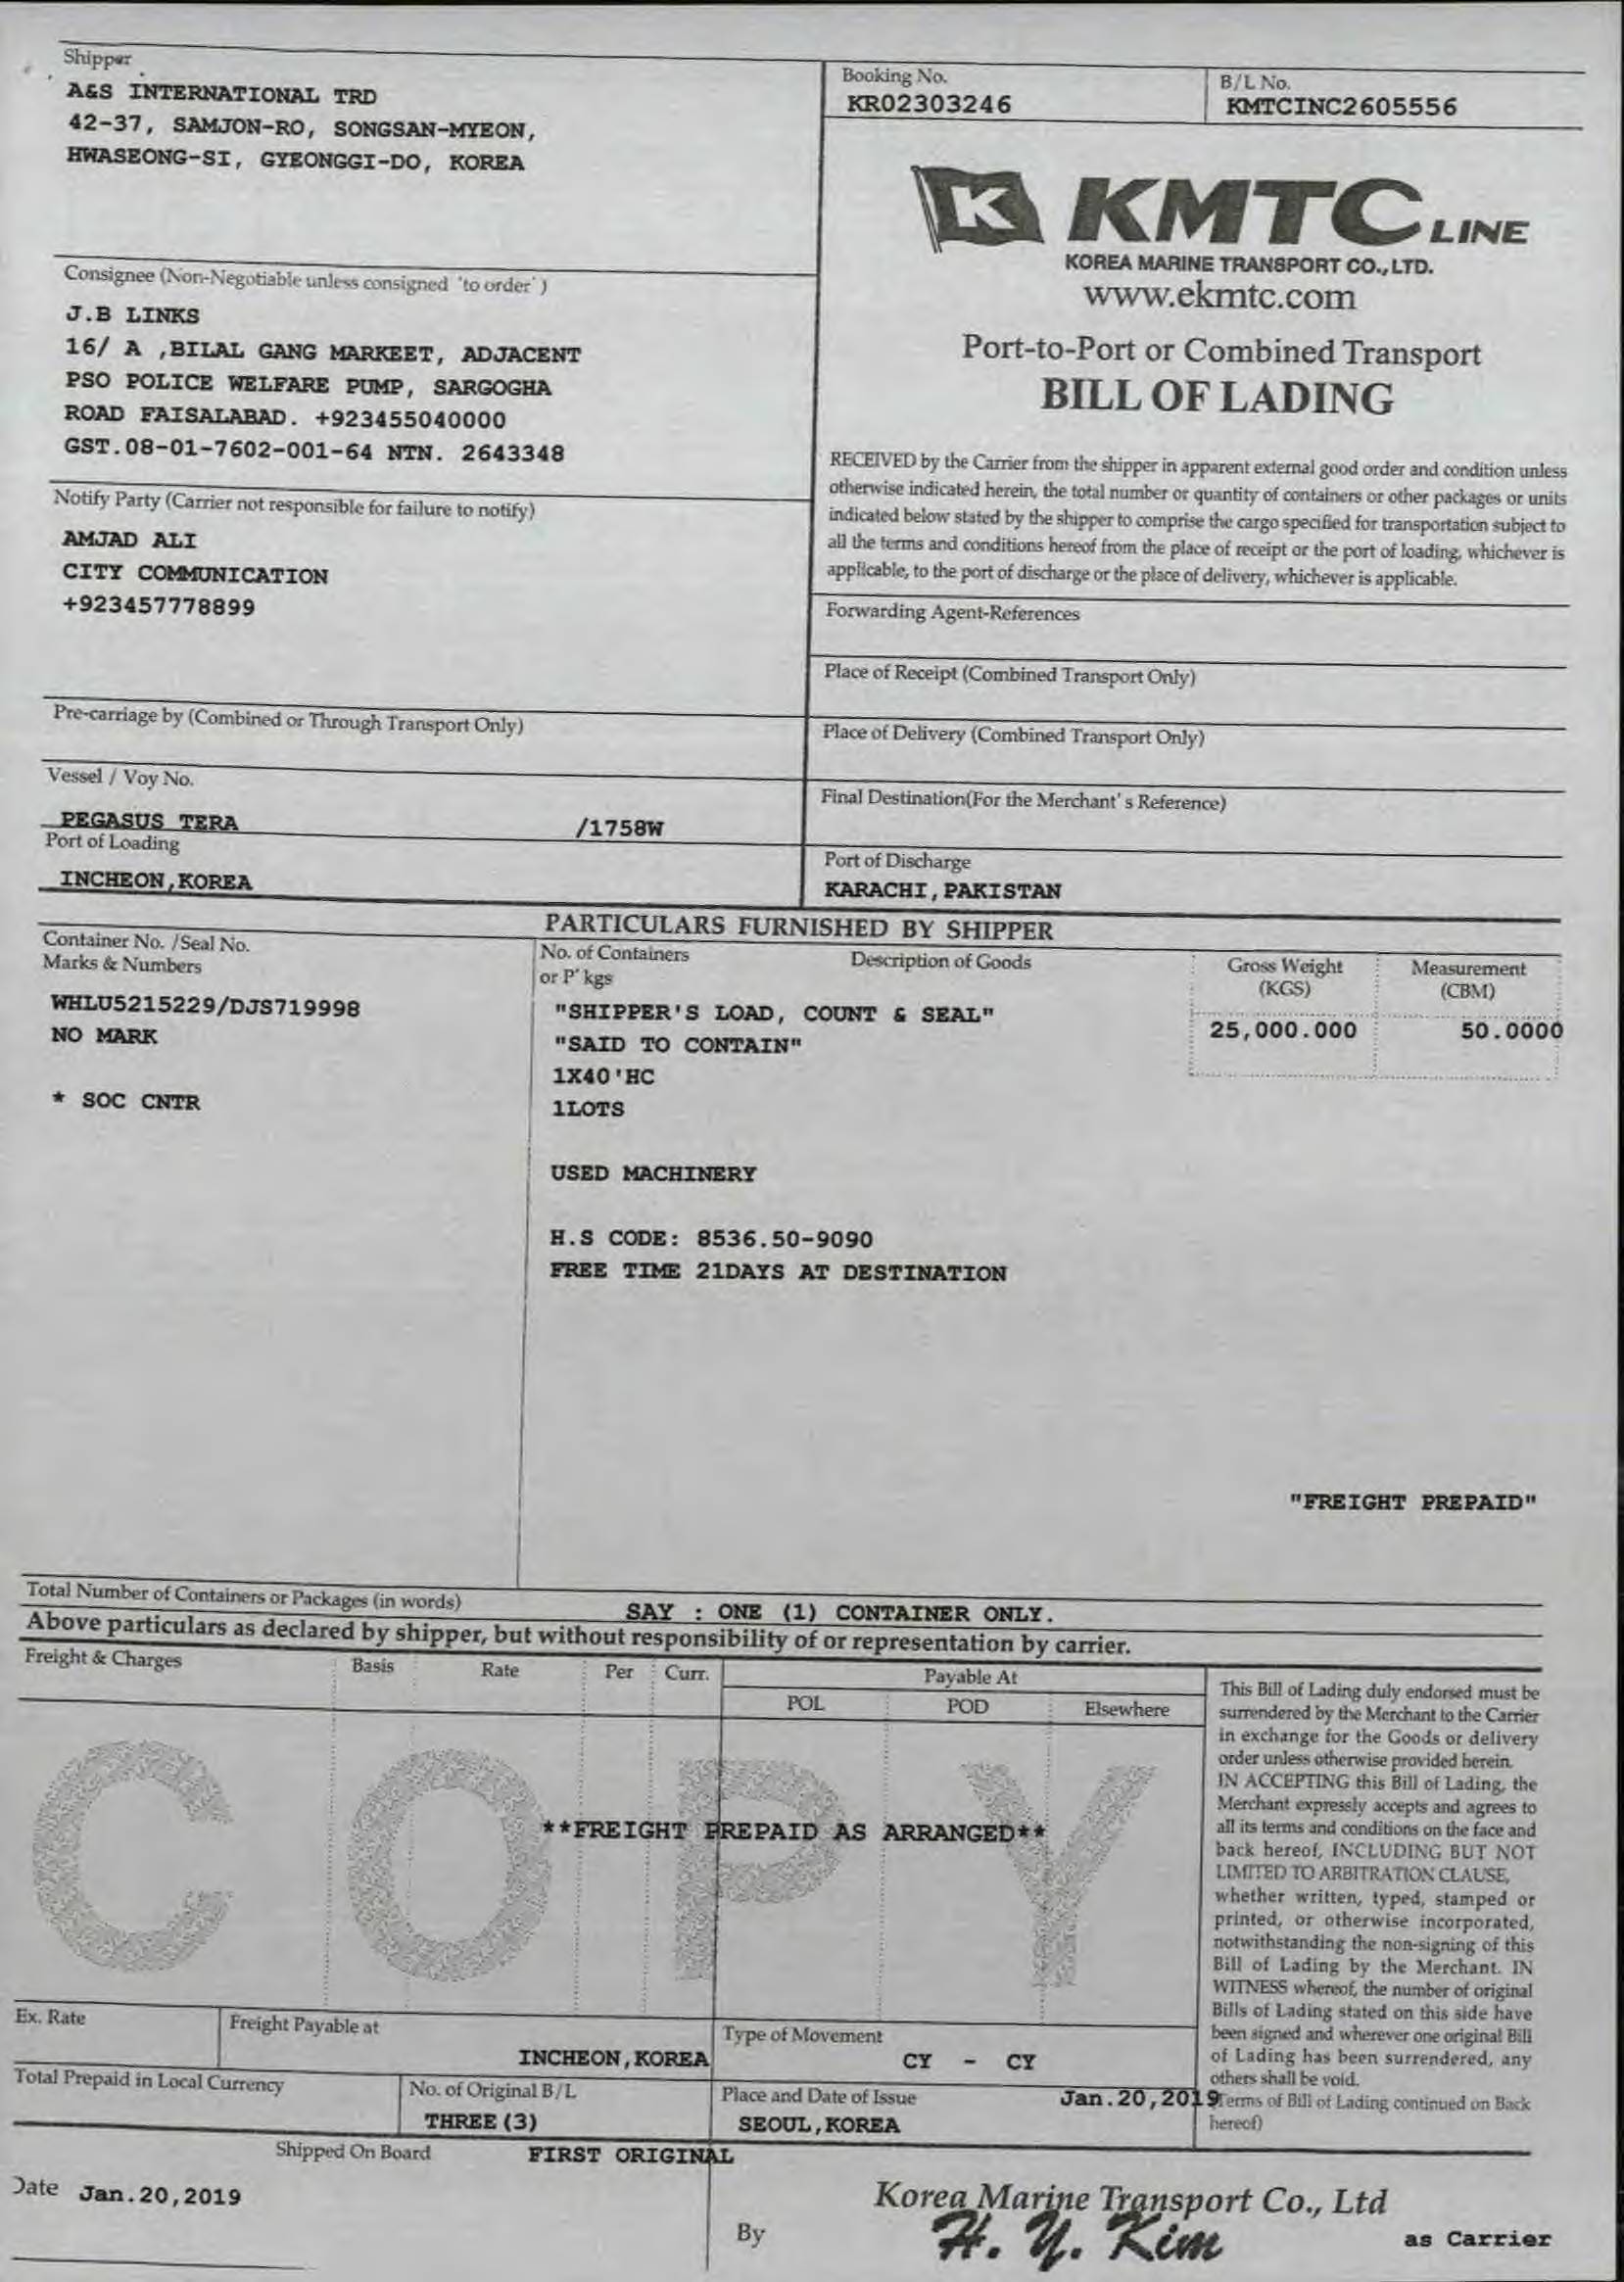 Shipper
A&S INTERNATIONAL TRD
42-37, SAMJON-RO, SONGSAN-MYEON,
HWASEONG-SI, GYEONGGI-DO, KOREA
Booking No.
KR02303246
B/L No.
KMTCINC2605556
K KMTC LINE
KOREA MARINE TRANSPORT CO., LTD.
www.ekmtc.com
Port-to-Port or Combined Transport
BILL OF LADING
Consignee (Non-Negotiable unless consigned 'to order')
J.B LINKS
16/ A ,BILAL GANG MARKEET, ADJACENT
PSO POLICE WELFARE PUMP, SARGOGHA
ROAD FAISALABAD. +923455040000
GST.08-01-7602-001-64 NTN. 2643348
RECEIVED by the Carrier from the shipper in apparent external good order and condition unless
otherwise indicated herein, the total number or quantity of containers or other packages or units
indicated below stated by the shipper to comprise the cargo specified for transportation subject to
all the terms and conditions hereof from the place of receipt or the port of loading, whichever is
applicable, to the port of discharge or the place of delivery, whichever is applicable.
Notify Party (Carrier not responsible for failure to notify)
AMJAD ALI
CITY COMMUNICATION
+923457778899
Forwarding Agent-References
Place of Receipt (Combined Transport Only)
Pre-carriage by (Combined or Through Transport Only)
Place of Delivery (Combined Transport Only)
Vessel / Voy No.
PEGASUS TERA /1758W
Final Destination(For the Merchant's Reference)
Port of Loading
INCHEON,KOREA
Port of Discharge
KARACHI,PAKISTAN
PARTICULARS FURNISHED BY SHIPPER
Container No. /Seal No.
Marks & Numbers
No. of Containers
or P'kgs
Description of Goods
Gross Weight
(KGS)
Measurement
(CBM)
WHLU5215229/DJS719998
NO MARK
* SOC CNTR
"SHIPPER'S LOAD, COUNT & SEAL"
"SAID TO CONTAIN"
1X40'HC
1LOTS
USED MACHINERY
H.S CODE: 8536.50-9090
FREE TIME 21DAYS AT DESTINATION
25,000.000
50.0000
"FREIGHT PREPAID"
Total Number of Containers or Packages (in words)
SAY : ONE (1) CONTAINER ONLY.
Above particulars as declared by shipper, but without responsibility of or representation by carrier.
Freight & Charges
Basis
Rate
Per
Curr.
Payable At
POL
POD
Elsewhere
COPY
**FREIGHT PREPAID AS ARRANGED**
This Bill of Lading duly endorsed must be
surrendered by the Merchant to the Carrier
in exchange for the Goods or delivery
order unless otherwise provided herein.
IN ACCEPTING this Bill of Lading, the
Merchant expressly accepts and agrees to
all its terms and conditions on the face and
back hereof, INCLUDING BUT NOT
LIMITED TO ARBITRATION CLAUSE,
whether written, typed, stamped or
printed, or otherwise incorporated,
notwithstanding the non-signing of this
Bill of Lading by the Merchant. IN
WITNESS whereof, the number of original
Bills of Lading stated on this side have
been signed and wherever one original Bill
of Lading has been surrendered, any
others shall be void.
Terms of Bill of Lading continued on Back
hereof)
Ex. Rate
Freight Payable at
INCHEON,KOREA
Type of Movement
CY - CY
Total Prepaid in Local Currency
No. of Original B/L
THREE(3)
Place and Date of Issue
SEOUL,KOREA
Jan.20,2019
Shipped On Board
FIRST ORIGINAL
Date Jan.20,2019
Korea Marine Transport Co., Ltd
By
H. Y. Kim
as Carrier